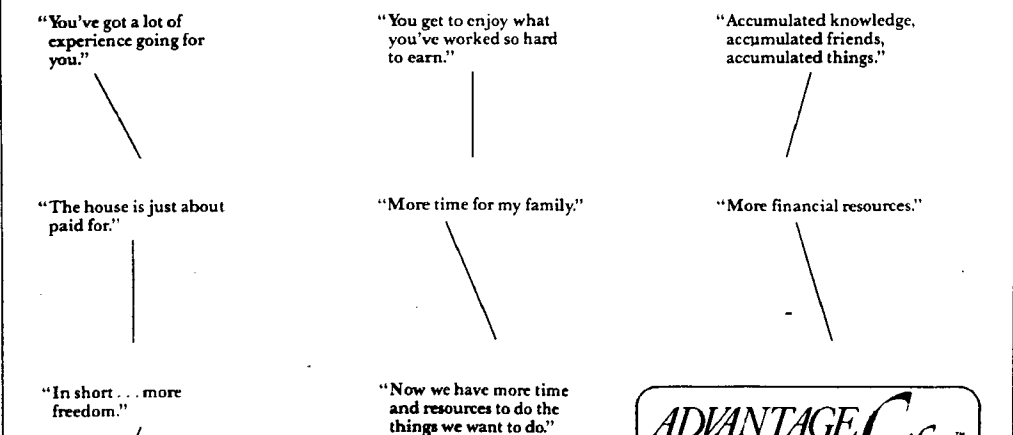 “You’ve got a lot of
experience going for
you.”
“You get to enjoy what
you’ve worked so hard
to earn.”
“Accumulated knowledge,
accumulated friends,
accumulated things.”
“The house is just about
paid for.”
“More time for my family.”
“More financial resources.”
“In short . . . more
freedom.”
“Now we have more time
and resources to do the
things we want to do.”
ADVANTAGE